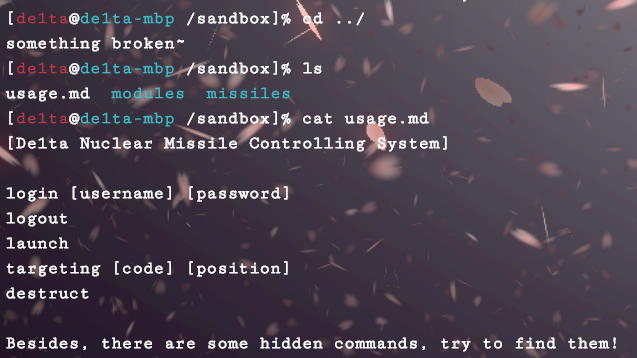 [de1ta@de1ta-mbp /sandbox]% cd ../
something broken~
[de1ta@de1ta-mbp /sandbox]% ls
usage.md modules missiles
[de1ta@de1ta-mbp /sandbox]% cat usage.md
[De1ta Nuclear Missile Controlling System]
login [username] [password]
logout
launch
targeting [code] [position]
destruct
Besides, there are some hidden commands, try to find them!